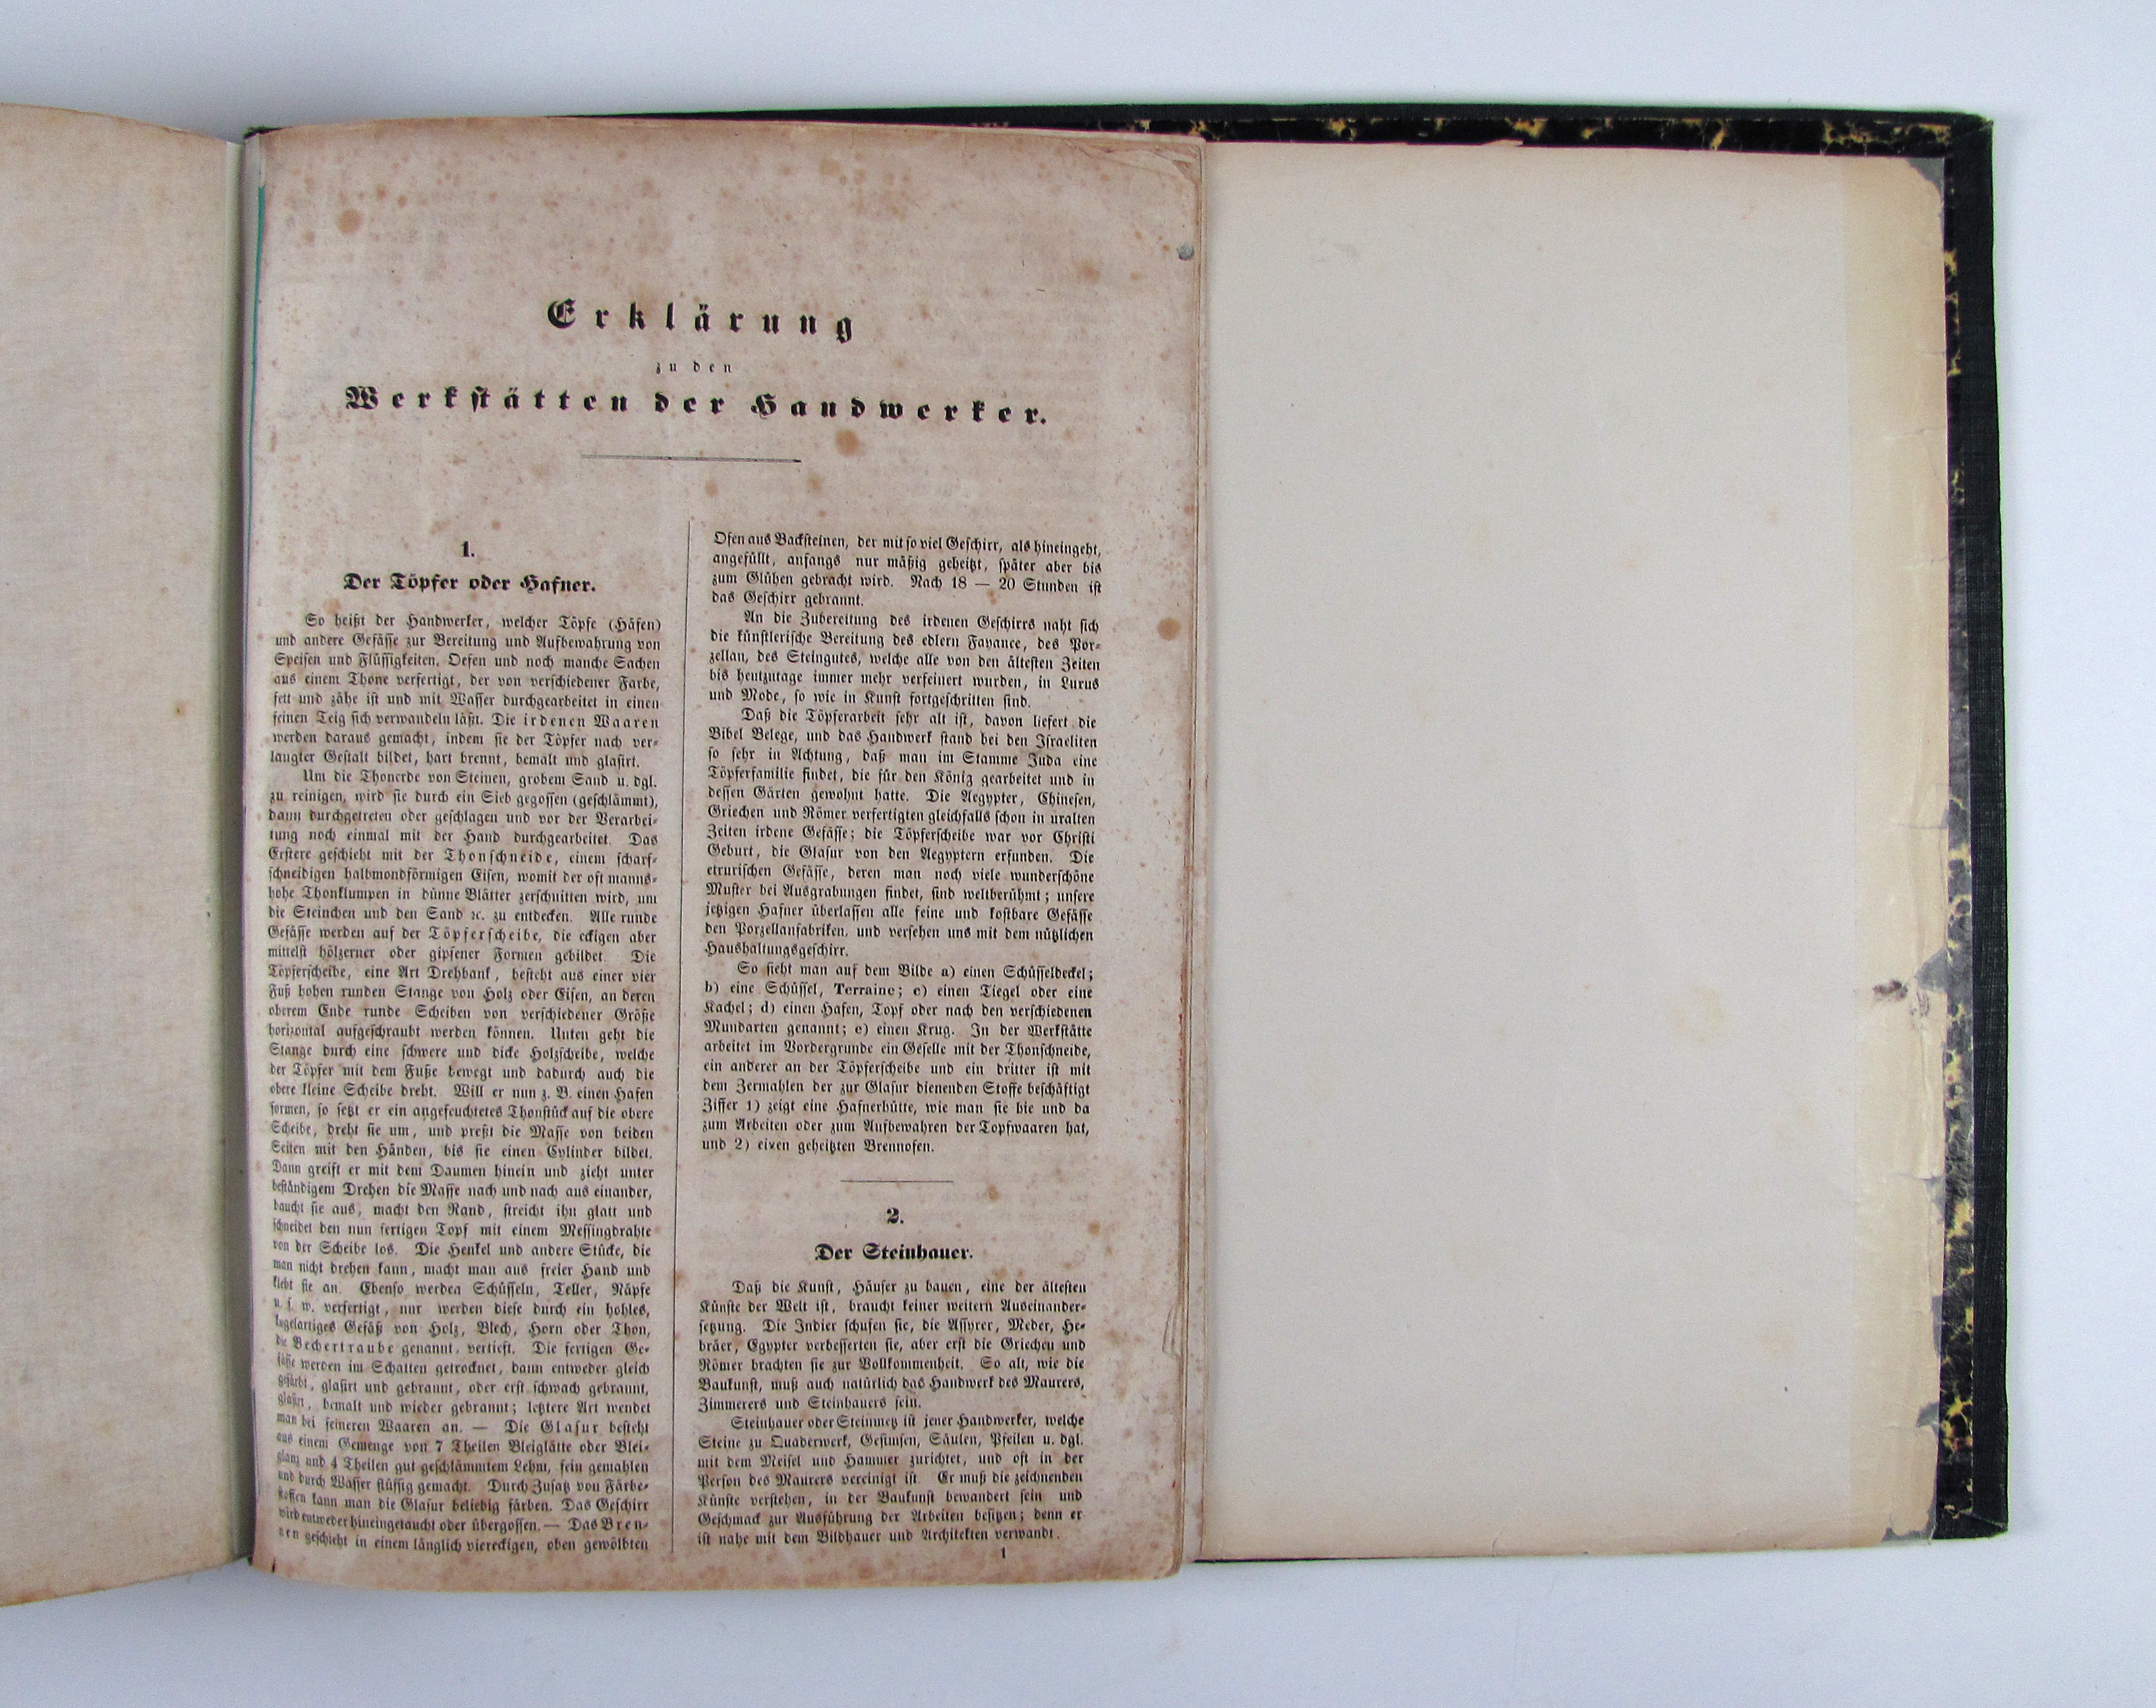 Erklärung
zu den
Werkstätten der Handwerker.
1.
Der Töpfer oder Hafner.
So heißt der Handwerker, welcher Töpfe (Häfen)
und andere Gefässe zur Bereitung und Aufbewahrung von
Speisen und Flüssigkeiten, Oefen und noch manche Sachen
aus einem Thone verfertigt, der von verschiedener Farbe,
fett und zähe ist und mit Wasser durchgearbeitet in einen
feinen Teig sich verwandeln läßt. Die irdenen Waaren
werden daraus gemacht, indem sie der Töpfer nach ver-
langter Gestalt bildet, hart brennt, bemalt und glasirt.
Um die Thonerde von Steinen, grobem Sand u. dgl.
zu reinigen, wird sie durch ein Sieb gegossen (geschlämmt),
dann durchgetreten oder geschlagen und vor der Verarbei-
tung noch einmal mit der Hand durchgearbeitet. Das
Erstere geschieht mit der Thonschneide, einem scharf-
schneidigen halbmondförmigen Eisen, womit der oft manns-
hohe Thonklumpen in dünne Blätter zerschnitten wird, um
die Steinchen und den Sand ꝛc. zu entdecken. Alle runde
Gefässe werden auf der Töpferscheibe, die eckigen aber
mittelst hölzerner oder gipsener Formen gebildet. Die
Töpferscheibe, eine Art Drehbank, besteht aus einer vier
Fuß hohen runden Stange von Holz oder Eisen, an deren
oberem Ende runde Scheiben von verschiedener Größe
horizontal aufgeschraubt werden können. Unten geht die
Stange durch eine schwere und dicke Holzscheibe, welche
der Töpfer mit dem Fuße bewegt und dadurch auch die
obere kleine Scheibe dreht. Will er nun z. B. einen Hafen
formen, so setzt er ein angefeuchtetes Thonstück auf die obere
Scheibe, dreht sie um, und preßt die Masse von beiden
Seiten mit den Händen, bis sie einen Cylinder bildet.
Dann greift er mit dem Daumen hinein und zieht unter
beständigem Drehen die Masse nach und nach aus einander,
baucht sie aus, macht den Rand, streicht ihn glatt und
schneidet den nun fertigen Topf mit einem Messingdrahte
von der Scheibe los. Die Henkel und andere Stücke, die
man nicht drehen kann, macht man aus freier Hand und
klebt sie an. Ebenso werden Schüsseln, Teller, Näpfe
u. s. w. verfertigt, nur werden diese durch ein hohles,
kugelartiges Gefäß von Holz, Blech, Horn oder Thon,
die Bechertraube genannt, vertieft. Die fertigen Ge-
fässe werden im Schatten getrocknet, dann entweder gleich
gefärbt, glasirt und gebrannt, oder erst schwach gebrannt,
glasirt, bemalt und wieder gebrannt; letztere Art wendet
man bei feineren Waaren an. — Die Glasur besteht
aus einem Gemenge von 7 Theilen Bleiglätte oder Blei-
glanz und 4 Theilen gut geschlämmtem Lehm, fein gemahlen
und durch Wasser flüssig gemacht. Durch Zusatz von Färbe-
stoffen kann man die Glasur beliebig färben. Das Geschirr
wird entweder hineingetaucht oder übergossen. — Das Bren-
nen geschieht in einem länglich viereckigen, oben gewölbten
Ofen aus Backsteinen, der mit so viel Geschirr, als hineingeht,
angefüllt, anfangs nur mäßig geheitzt, später aber bis
zum Glühen gebracht wird. Nach 18 — 20 Stunden ist
das Geschirr gebrannt.
An die Zubereitung des irdenen Geschirrs naht sich
die künstlerische Bereitung des edlern Fayance, des Por-
zellan, des Steingutes, welche alle von den ältesten Zeiten
bis heutzutage immer mehr verfeinert wurden, in Luxus
und Mode, so wie in Kunst fortgeschritten sind.
Daß die Töpferarbeit sehr alt ist, davon liefert die
Bibel Belege, und das Handwerk stand bei den Israeliten
so sehr in Achtung, daß man im Stamme Juda eine
Töpferfamilie findet, die für den König gearbeitet und in
dessen Gärten gewohnt hatte. Die Aegypter, Chinesen,
Griechen und Römer verfertigten gleichfalls schon in uralten
Zeiten irdene Gefässe; die Töpferscheibe war vor Christi
Geburt, die Glasur von den Aegyptern erfunden. Die
etrurischen Gefässe, deren man noch viele wunderschöne
Muster bei Ausgrabungen findet, sind weltberühmt; unsere
jetzigen Hafner überlassen alle feine und kostbare Gefässe
den Porzellanfabriken, und versehen uns mit dem nützlichen
Haushaltungsgeschirr.
So sieht man auf dem Bilde a) einen Schüsseldeckel;
b) eine Schüssel, Terraine; c) einen Tiegel oder eine
Kachel; d) einen Hafen, Topf oder nach den verschiedenen
Mundarten genannt; e) einen Krug. In der Werkstätte
arbeitet im Vordergrunde ein Geselle mit der Thonschneide,
ein anderer an der Töpferscheibe und ein dritter ist mit
dem Zermahlen der zur Glasur dienenden Stoffe beschäftigt
Ziffer 1) zeigt eine Hafnerhütte, wie man sie hie und da
zum Arbeiten oder zum Aufbewahren der Topfwaaren hat,
und 2) einen geheitzten Brennofen.
2.
Der Steinhauer.
Daß die Kunst, Häuser zu bauen, eine der ältesten
Künste der Welt ist, braucht keiner weitern Auseinander-
setzung. Die Indier schufen sie, die Assyrer, Meder, He-
bräer, Egypter verbesserten sie, aber erst die Griechen und
Römer brachten sie zur Vollkommenheit. So alt, wie die
Baukunst, muß auch natürlich das Handwerk des Maurers,
Zimmerers und Steinhauers sein.
Steinhauer oder Steinmetz ist jener Handwerker, welche
Steine zu Quaderwerk, Gesimsen, Säulen, Pfeilen u. dgl.
mit dem Meisel und Hammer zurichtet, und oft in der
Person des Maurers vereinigt ist. Er muß die zeichnenden
Künste verstehen, in der Baukunst bewandert sein und
Geschmack zur Ausführung der Arbeiten besitzen; denn er
ist nahe mit dem Bildhauer und Architekten verwandt.
1